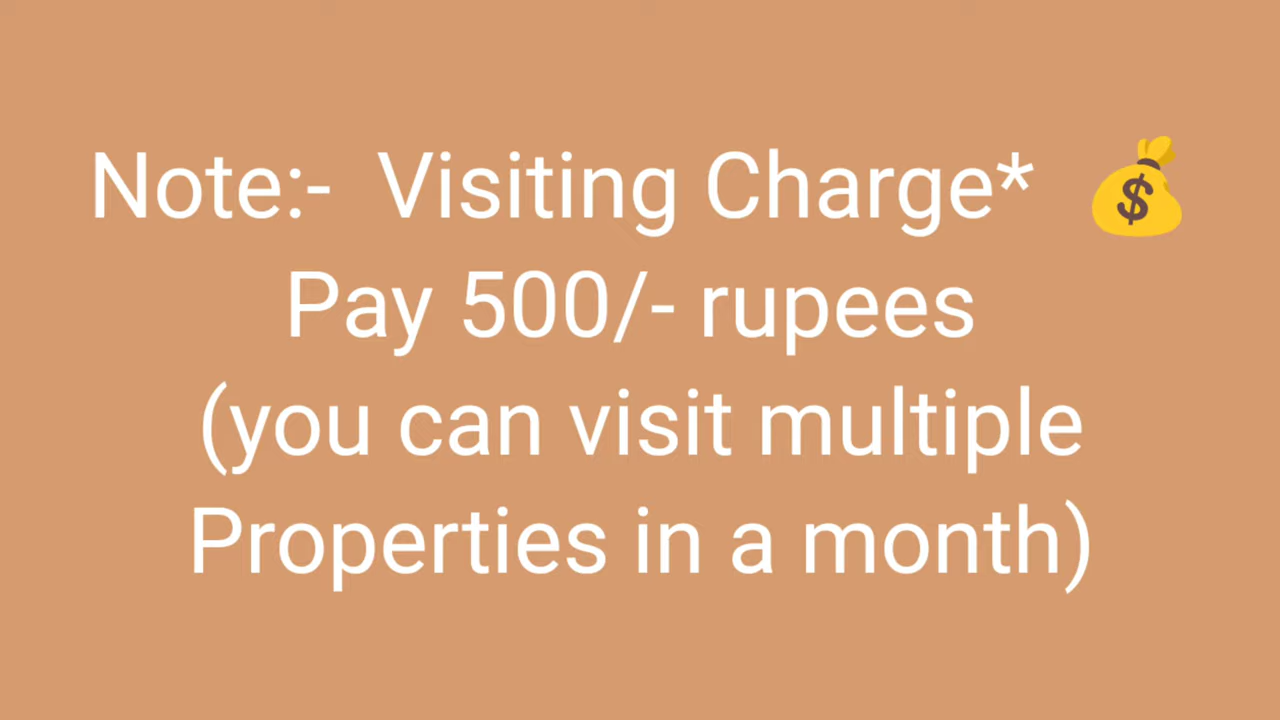 Note:-  Visiting Charge* 💰
Pay 500/- rupees
(you can visit multiple
Properties in a month)